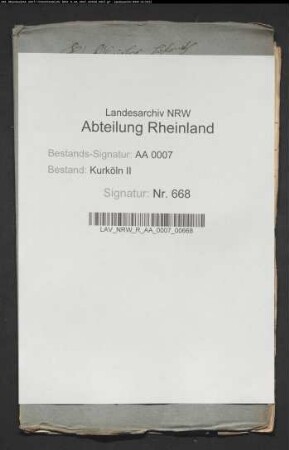 Landesarchiv NRW
Abteilung Rheinland
Bestands-Signatur: AA 0007
Bestand: Kurköln II
Signatur: Nr. 668
LAV_NRW_R_AA_0007_00668